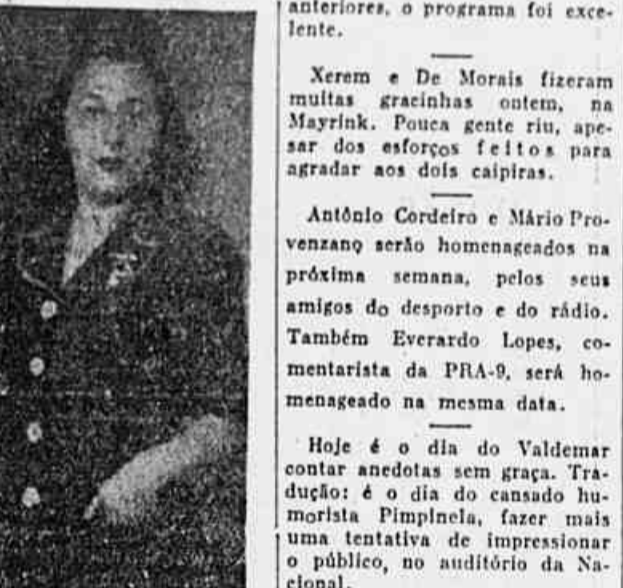 anteriores, o programa foi exce-
lente.
Xerem e De Morais fizeram
muitas gracinhas ontem, na
Mayrink. Pouca gente riu, ape-
sar dos esforços feitos para
agradar aos dois caipiras.
Antônio Cordeiro e Mário Pro-
venzano serão homenageados na
próxima semana, pelos seus
amigos do desporto e do rádio.
Também Everardo Lopes, co-
mentarista da PRA-9, será ho-
menageado na mesma data.
Hoje é o dia do Valdemar
contar anedotas sem graça. Tra-
dução: é o dia do cansado hu-
morista Pimpinela, fazer mais
uma tentativa de impressionar
o público, no auditório da Na-
cional.